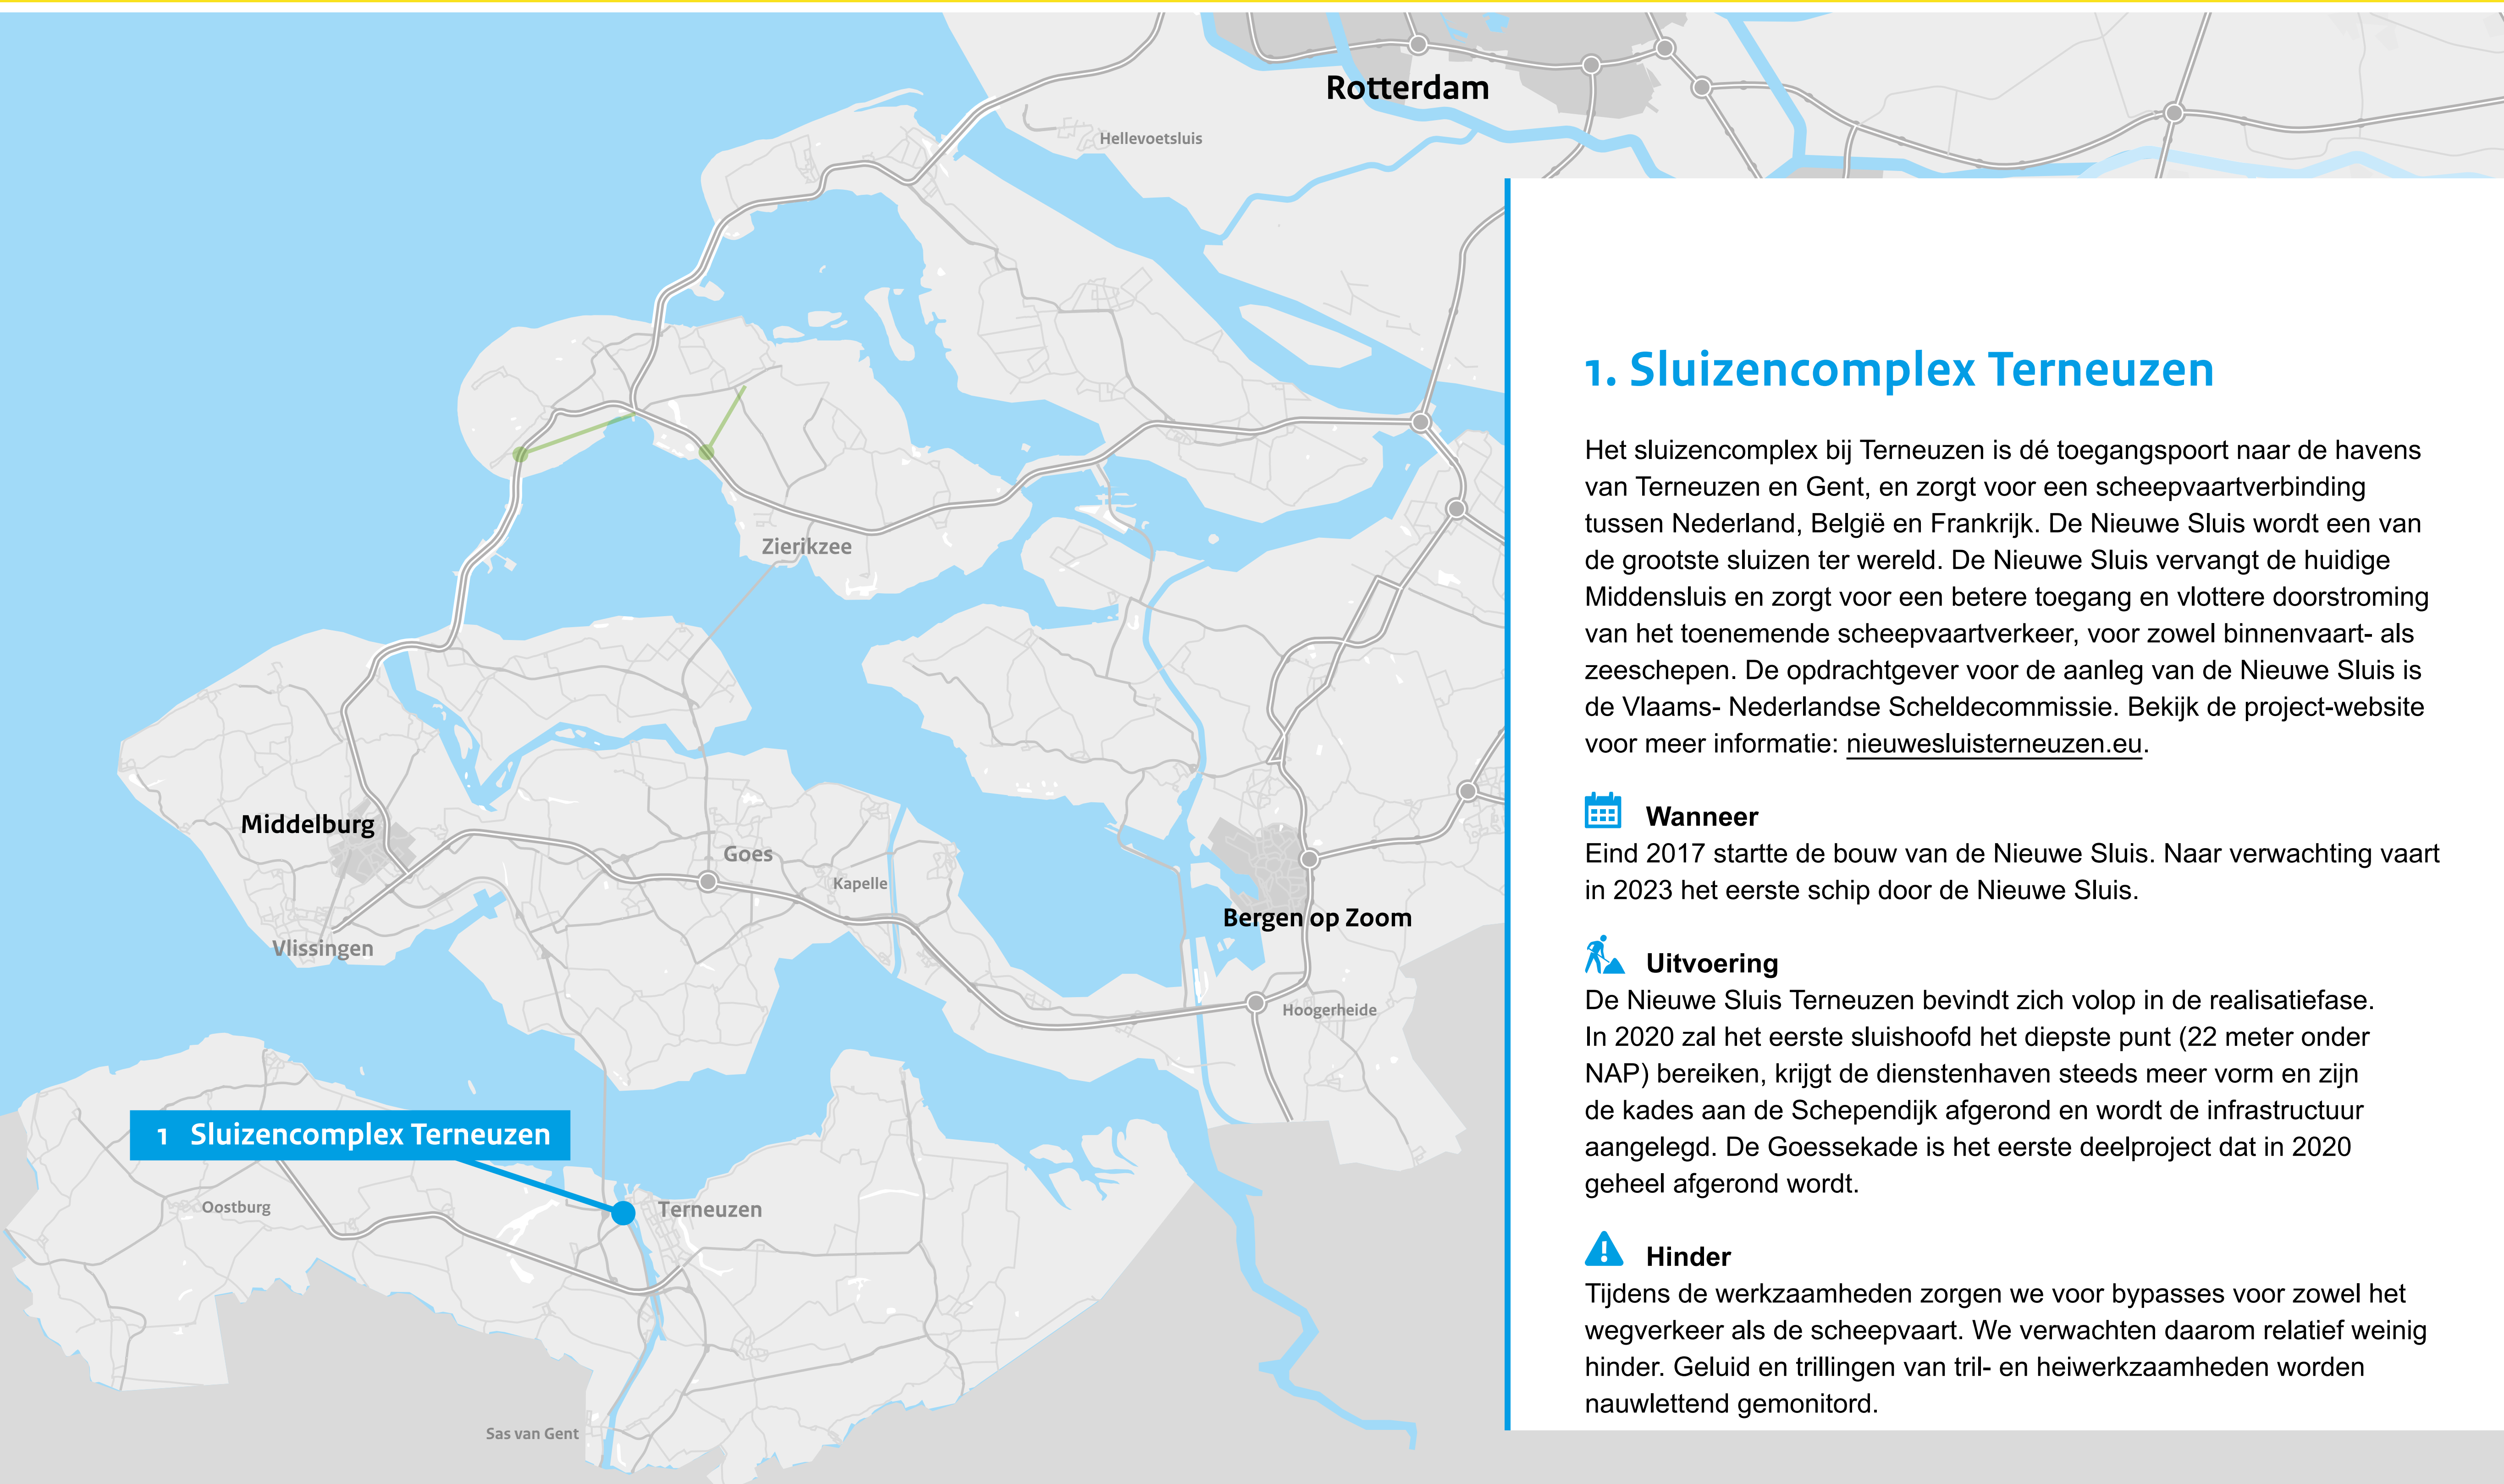 Rotterdam
Hellevoetsluis
Zierikzee
Middelburg
Goes
Kapelle
Bergen op Zoom
Vlissingen
Hoogerheide
1 Sluizencomplex Terneuzen
Oostburg
Terneuzen
Sas van Gent
1. Sluizencomplex Terneuzen
Het sluizencomplex bij Terneuzen is dé toegangspoort naar de havens
van Terneuzen en Gent, en zorgt voor een scheepvaartverbinding
tussen Nederland, België en Frankrijk. De Nieuwe Sluis wordt een van
de grootste sluizen ter wereld. De Nieuwe Sluis vervangt de huidige
Middensluis en zorgt voor een betere toegang en vlottere doorstroming
van het toenemende scheepvaartverkeer, voor zowel binnenvaart- als
zeeschepen. De opdrachtgever voor de aanleg van de Nieuwe Sluis is
de Vlaams- Nederlandse Scheldecommissie. Bekijk de project-website
voor meer informatie: nieuwesluisterneuzen.eu.
Wanneer
Eind 2017 startte de bouw van de Nieuwe Sluis. Naar verwachting vaart
in 2023 het eerste schip door de Nieuwe Sluis.
Uitvoering
De Nieuwe Sluis Terneuzen bevindt zich volop in de realisatiefase.
In 2020 zal het eerste sluishoofd het diepste punt (22 meter onder
NAP) bereiken, krijgt de dienstenhaven steeds meer vorm en zijn
de kades aan de Schependijk afgerond en wordt de infrastructuur
aangelegd. De Goessekade is het eerste deelproject dat in 2020
geheel afgerond wordt.
Hinder
Tijdens de werkzaamheden zorgen we voor bypasses voor zowel het
wegverkeer als de scheepvaart. We verwachten daarom relatief weinig
hinder. Geluid en trillingen van tril- en heiwerkzaamheden worden
nauwlettend gemonitord.